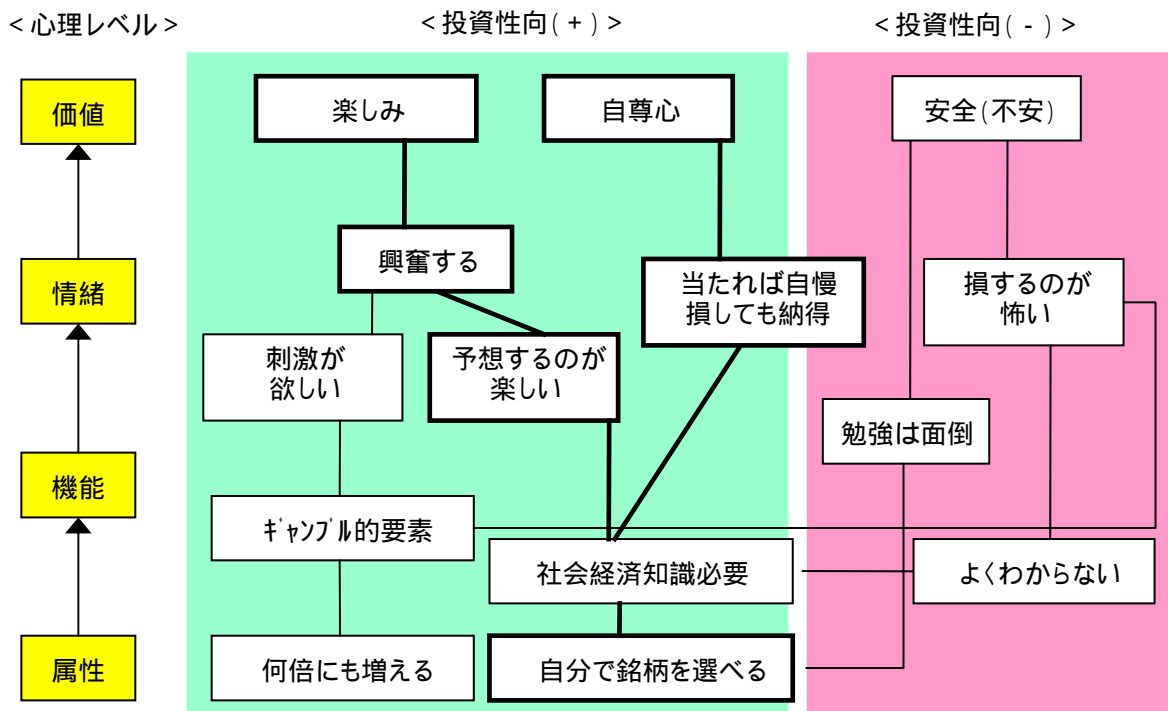 <心理レベル>
<投資性向(+)>
<投資性向(-)>
価値
楽しみ
自尊心
安全(不安)
興奮する
情緒
当たれば自慢
損しても納得
損するのが
怖い
刺激が
欲しい
予想するのが
楽しい
勉強は面倒
機能
ｷﾞｬﾝﾌﾞﾙ的要素
社会経済知識必要
よくわからない
属性
何倍にも増える
自分で銘柄を選べる